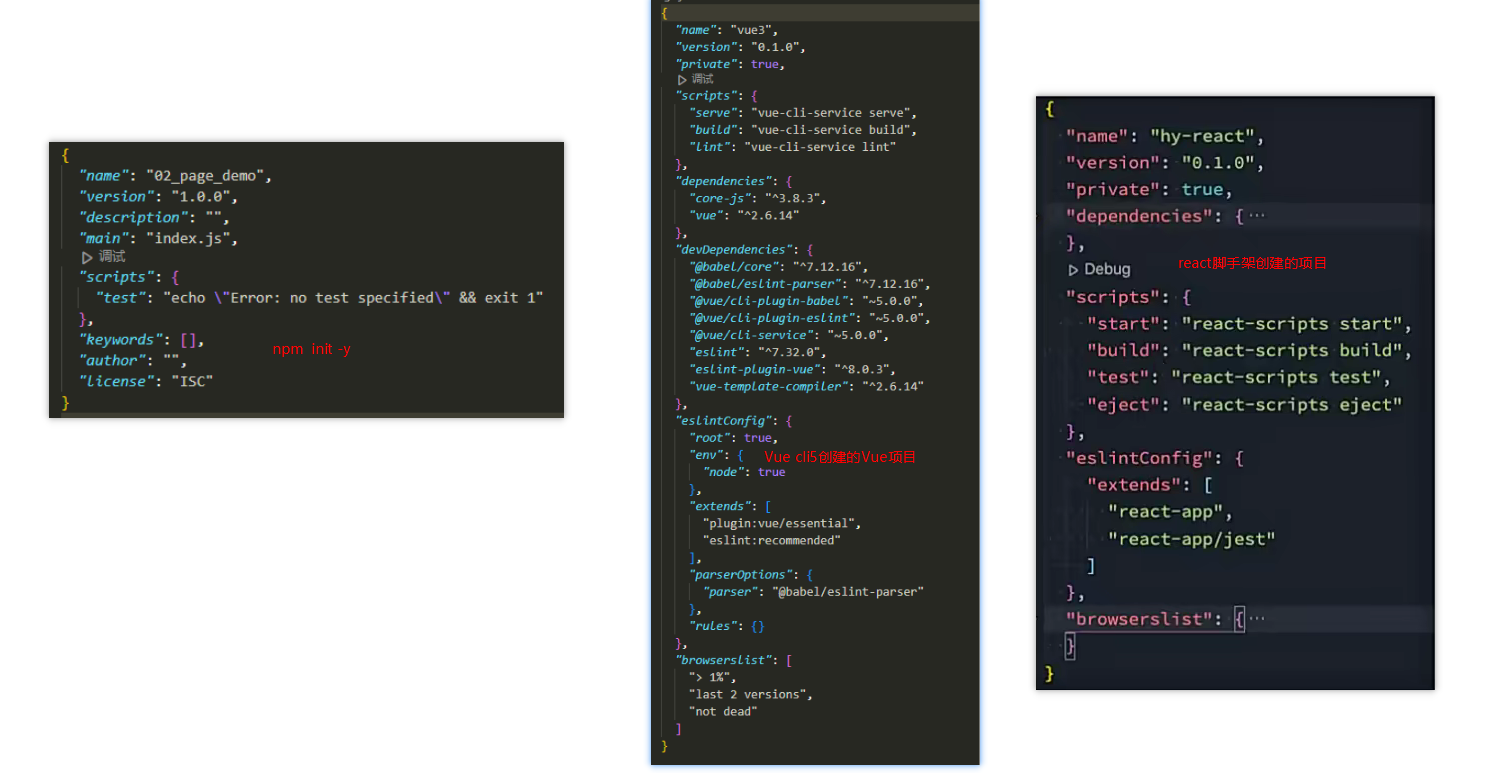 {
"name": "02_page_demo",
"version": "1.0.0",
"description": "",
"main": "index.js",
调试
"scripts": {
"test": "echo \"Error: no test specified\" && exit 1"
},
"keywords": [],
"author": "",
"license": "ISC"
}
npm init -y
{
"name": "vue3",
"version": "0.1.0",
"private": true,
调试
"scripts": {
"serve": "vue-cli-service serve",
"build": "vue-cli-service build",
"lint": "vue-cli-service lint"
},
"dependencies": {
"core-js": "^3.8.3",
"vue": "^2.6.14"
},
"devDependencies": {
"@babel/core": "^7.12.16",
"@babel/eslint-parser": "^7.12.16",
"@vue/cli-plugin-babel": "~5.0.0",
"@vue/cli-plugin-eslint": "~5.0.0",
"@vue/cli-service": "~5.0.0",
"eslint": "^7.32.0",
"eslint-plugin-vue": "^8.0.3",
"vue-template-compiler": "^2.6.14"
},
"eslintConfig": {
"root": true,
"env": {
"node": true
},
"extends": [
"plugin:vue/essential",
"eslint:recommended"
],
"parserOptions": {
"parser": "@babel/eslint-parser"
},
"rules": {}
},
"browserslist": [
"> 1%",
"last 2 versions",
"not dead"
]
}
Vue cli5创建的Vue项目
{
"name": "hy-react",
"version": "0.1.0",
"private": true,
"dependencies": {···
},
Debug
"scripts": {
"start": "react-scripts start",
"build": "react-scripts build",
"test": "react-scripts test",
"eject": "react-scripts eject"
},
"eslintConfig": {
"extends": [
"react-app",
"react-app/jest"
]
},
"browserslist": {···
}
}
react脚手架创建的项目